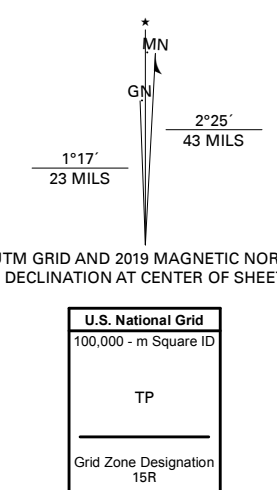 ★
MN
GN
1°17´
23 MILS
2°25´
43 MILS
UTM GRID AND 2019 MAGNETIC NOR
DECLINATION AT CENTER OF SHEET
U.S. National Grid
100,000 - m Square ID
TP
Grid Zone Designation
15R